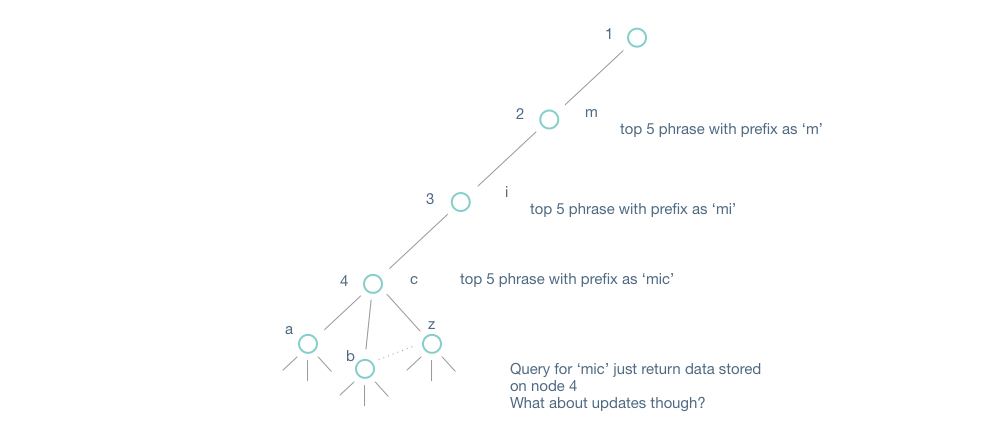 1
2
m
top 5 phrase with prefix as ‘m’
3
i
top 5 phrase with prefix as ‘mi’
4
c
top 5 phrase with prefix as ‘mic’
a
z
b
Query for ‘mic’ just return data stored
on node 4
What about updates though?